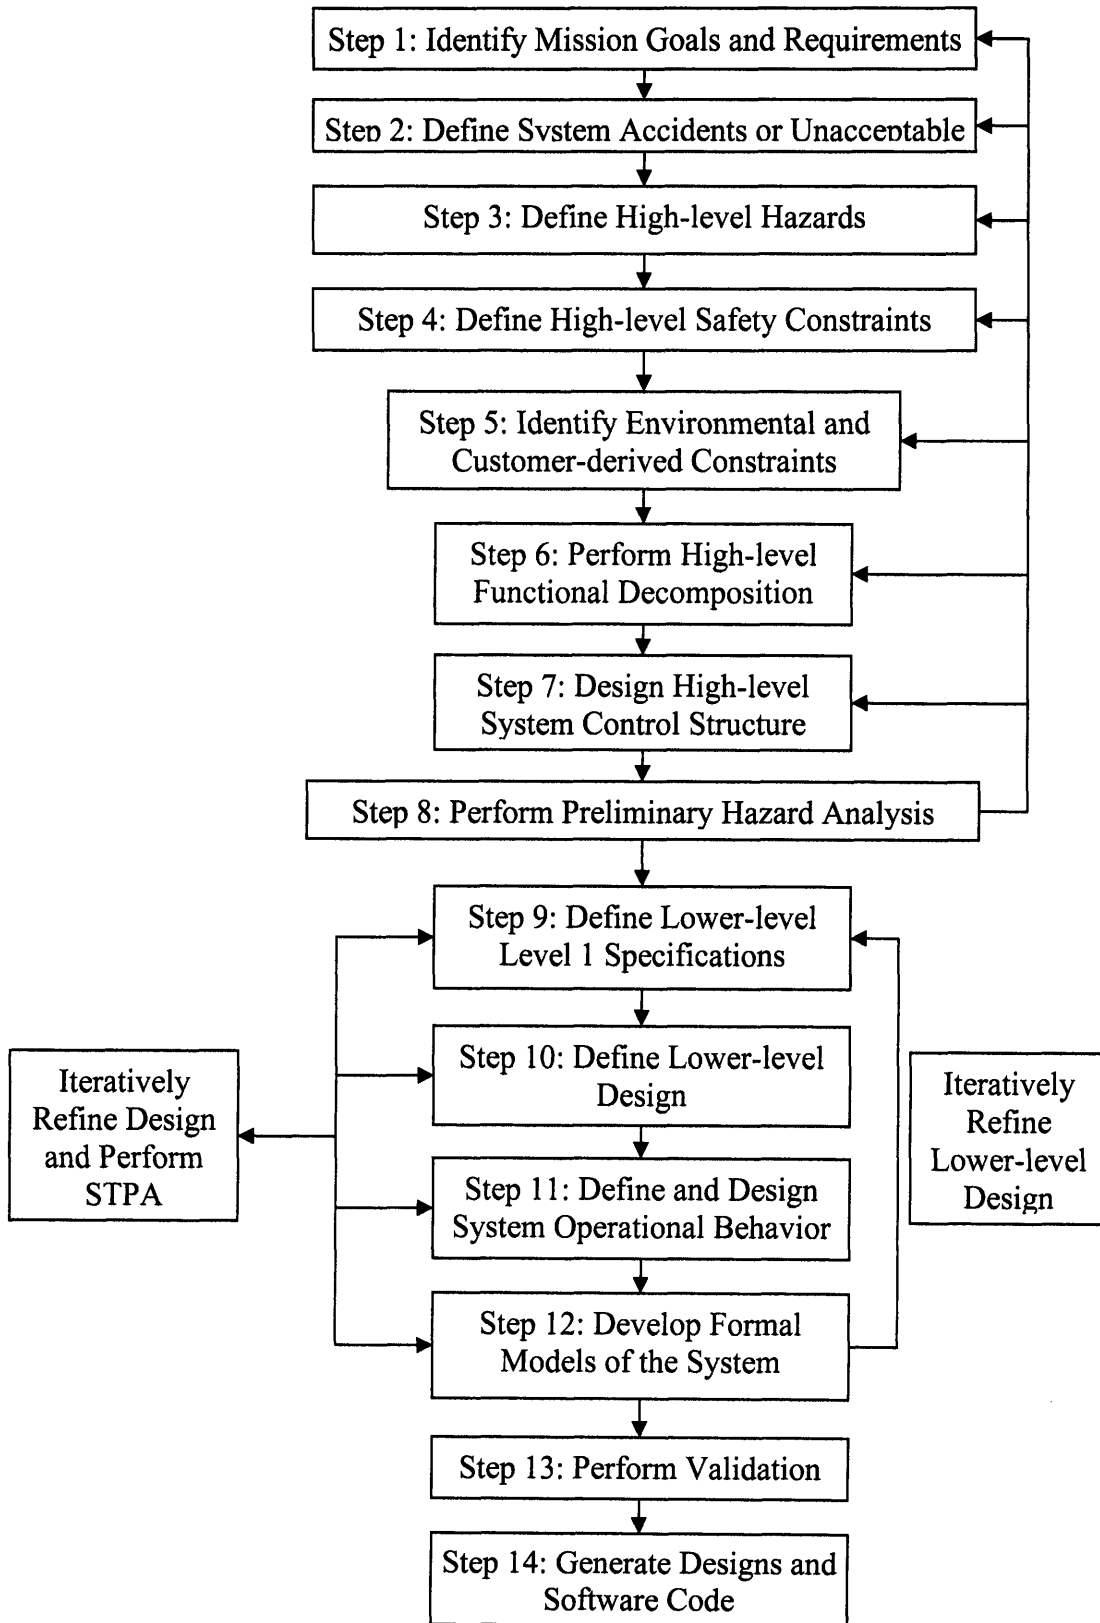 Step 1: Identify Mission Goals and Requirements
Step 2: Define System Accidents or Unacceptable
Step 3: Define High-level Hazards
Step 4: Define High-level Safety Constraints
Step 5: Identify Environmental and
Customer-derived Constraints
Step 6: Perform High-level
Functional Decomposition
Step 7: Design High-level
System Control Structure
Step 8: Perform Preliminary Hazard Analysis
Step 9: Define Lower-level
Level 1 Specifications
Step 10: Define Lower-level
Design
Step 11: Define and Design
System Operational Behavior
Step 12: Develop Formal
Models of the System
Iteratively
Refine Design
and Perform
STPA
Iteratively
Refine
Lower-level
Design
Step 13: Perform Validation
Step 14: Generate Designs and
Software Code